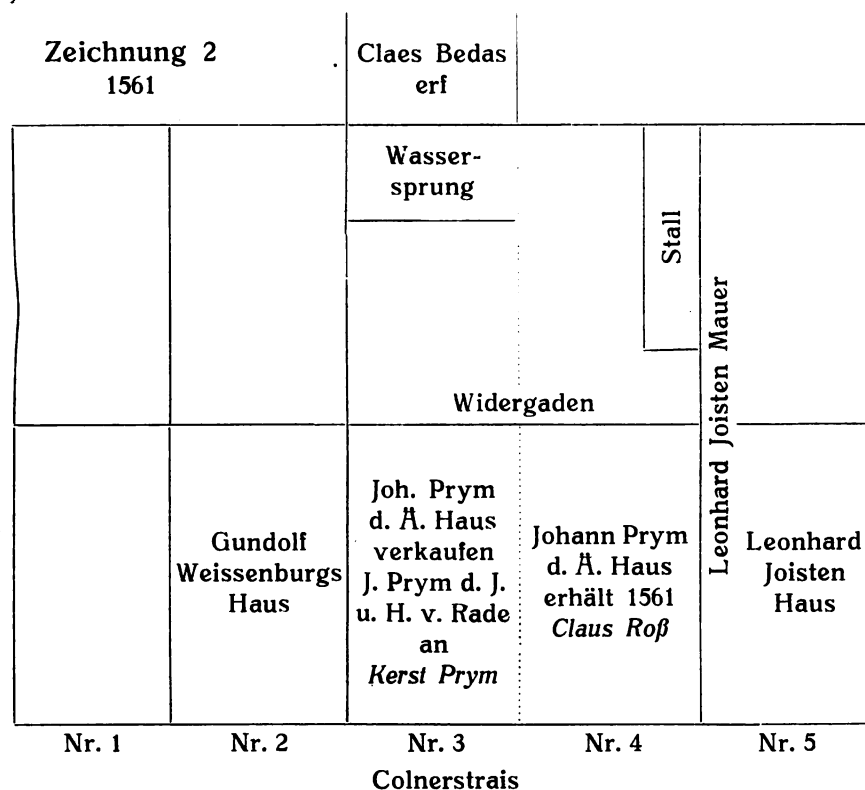 Zeichnung 2
1561
Claes Bedas
erf
Wasser-
sprung
Stall
Widergaden
Leonhard Joisten Mauer
Gundolf
Weissenburgs
Haus
Joh. Prym
d. Ä. Haus
verkaufen
J. Prym d. J.
u. H. v. Rade
an
Kerst Prym
Johann Prym
d. Ä. Haus
erhält 1561
Claus Roß
Leonhard
Joisten
Haus
Nr. 1
Nr. 2
Nr. 3
Nr. 4
Nr. 5
Colnerstrais